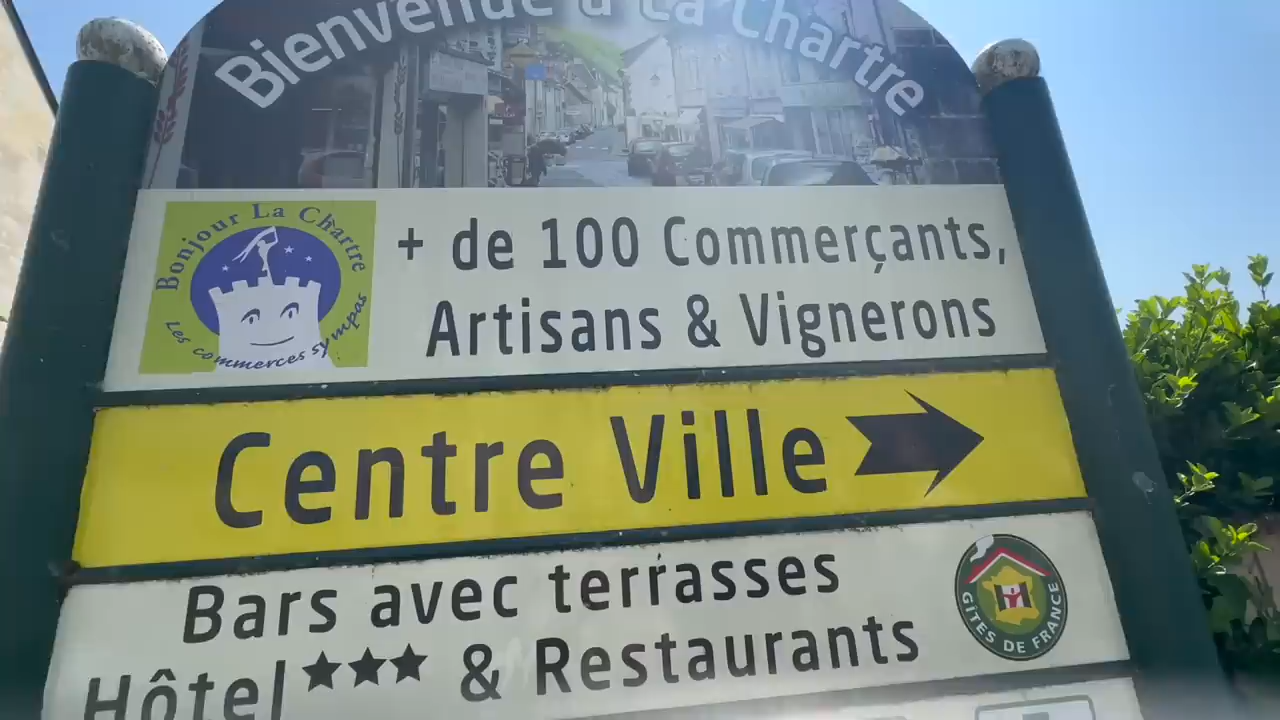 Bienvenue à La Chartre
Bonjour La Chartre
Les commerces sympas
+ de 100 Commerçants,
Artisans & Vignerons
Centre Ville
Bars avec terrasses
Hôtel*** & Restaurants
GÎTES DE FRANCE